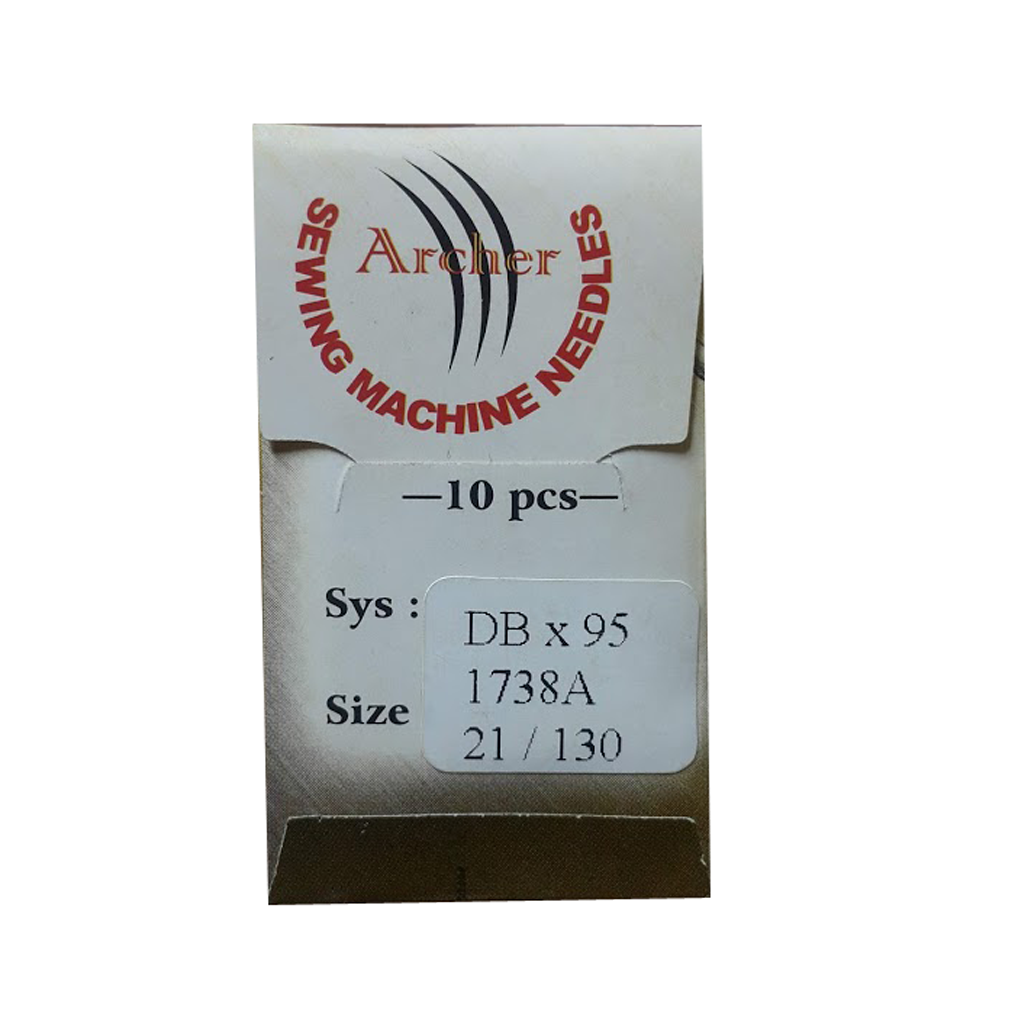 Archer
SEWING MACHINE NEEDLES
—10 pcs—
Sys :
DB x 95
1738A
Size
21 / 130